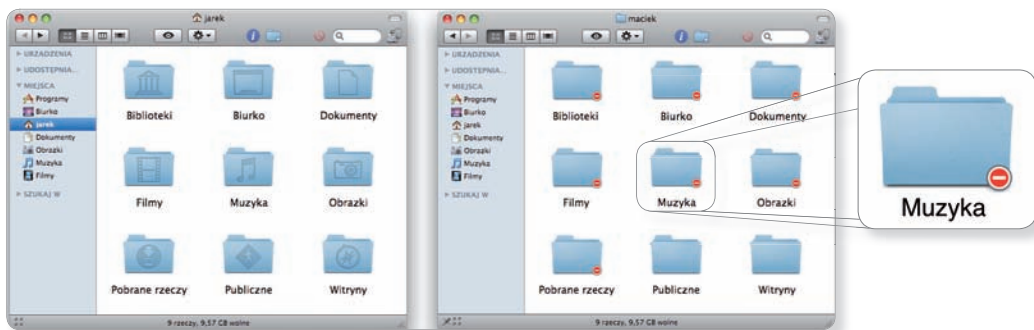 jarek
URZĄDZENIA
UDOSTĘPNIA...
MIEJSCA
Programy
Biurko
jarek
Dokumenty
Obrazki
Muzyka
Filmy
SZUKAJ W
Biblioteki Biurko Dokumenty
Filmy Muzyka Obrazki
Pobrane rzeczy Publiczne Witryny
9 rzeczy, 9,57 GB wolne
maciek
URZĄDZENIA
UDOSTĘPNIA...
MIEJSCA
Programy
Biurko
jarek
Dokumenty
Obrazki
Muzyka
Filmy
SZUKAJ W
Biblioteki Biurko Dokumenty
Filmy Muzyka Obrazki
Pobrane rzeczy Publiczne Witryny
9 rzeczy, 9,57 GB wolne
Muzyka